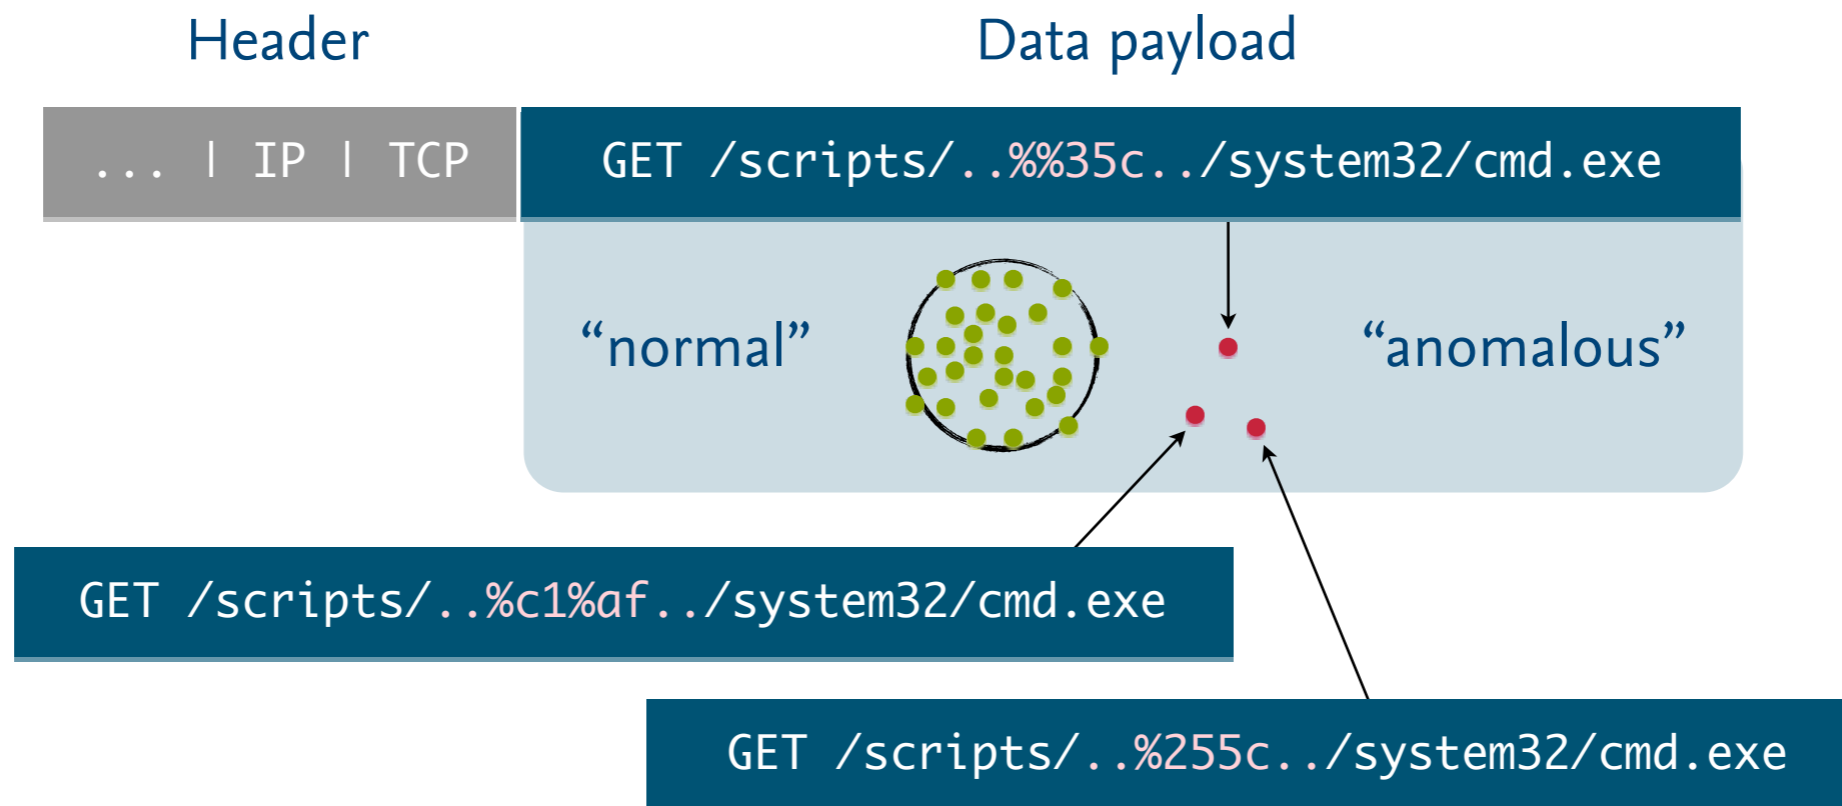 Header
Data payload
... | IP | TCP
GET /scripts/..%%35c../system32/cmd.exe
“normal”
“anomalous”
GET /scripts/..%c1%af../system32/cmd.exe
GET /scripts/..%255c../system32/cmd.exe